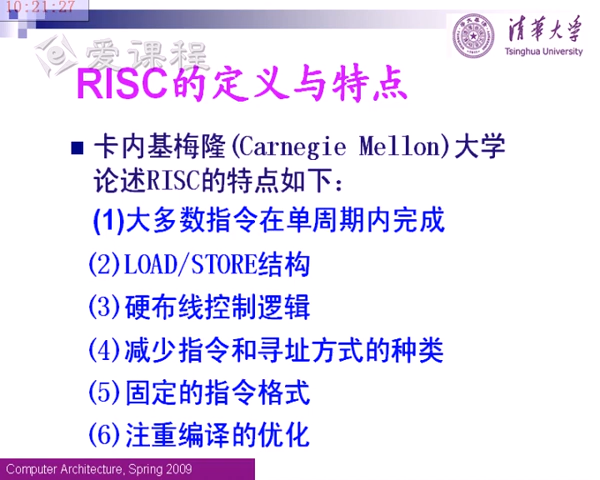 10:21:27
爱课程
清华大学
Tsinghua University
RISC的定义与特点
卡内基梅隆(Carnegie Mellon)大学
论述RISC的特点如下：
(1)大多数指令在单周期内完成
(2)LOAD/STORE结构
(3)硬布线控制逻辑
(4)减少指令和寻址方式的种类
(5)固定的指令格式
(6)注重编译的优化
Computer Architecture, Spring 2009